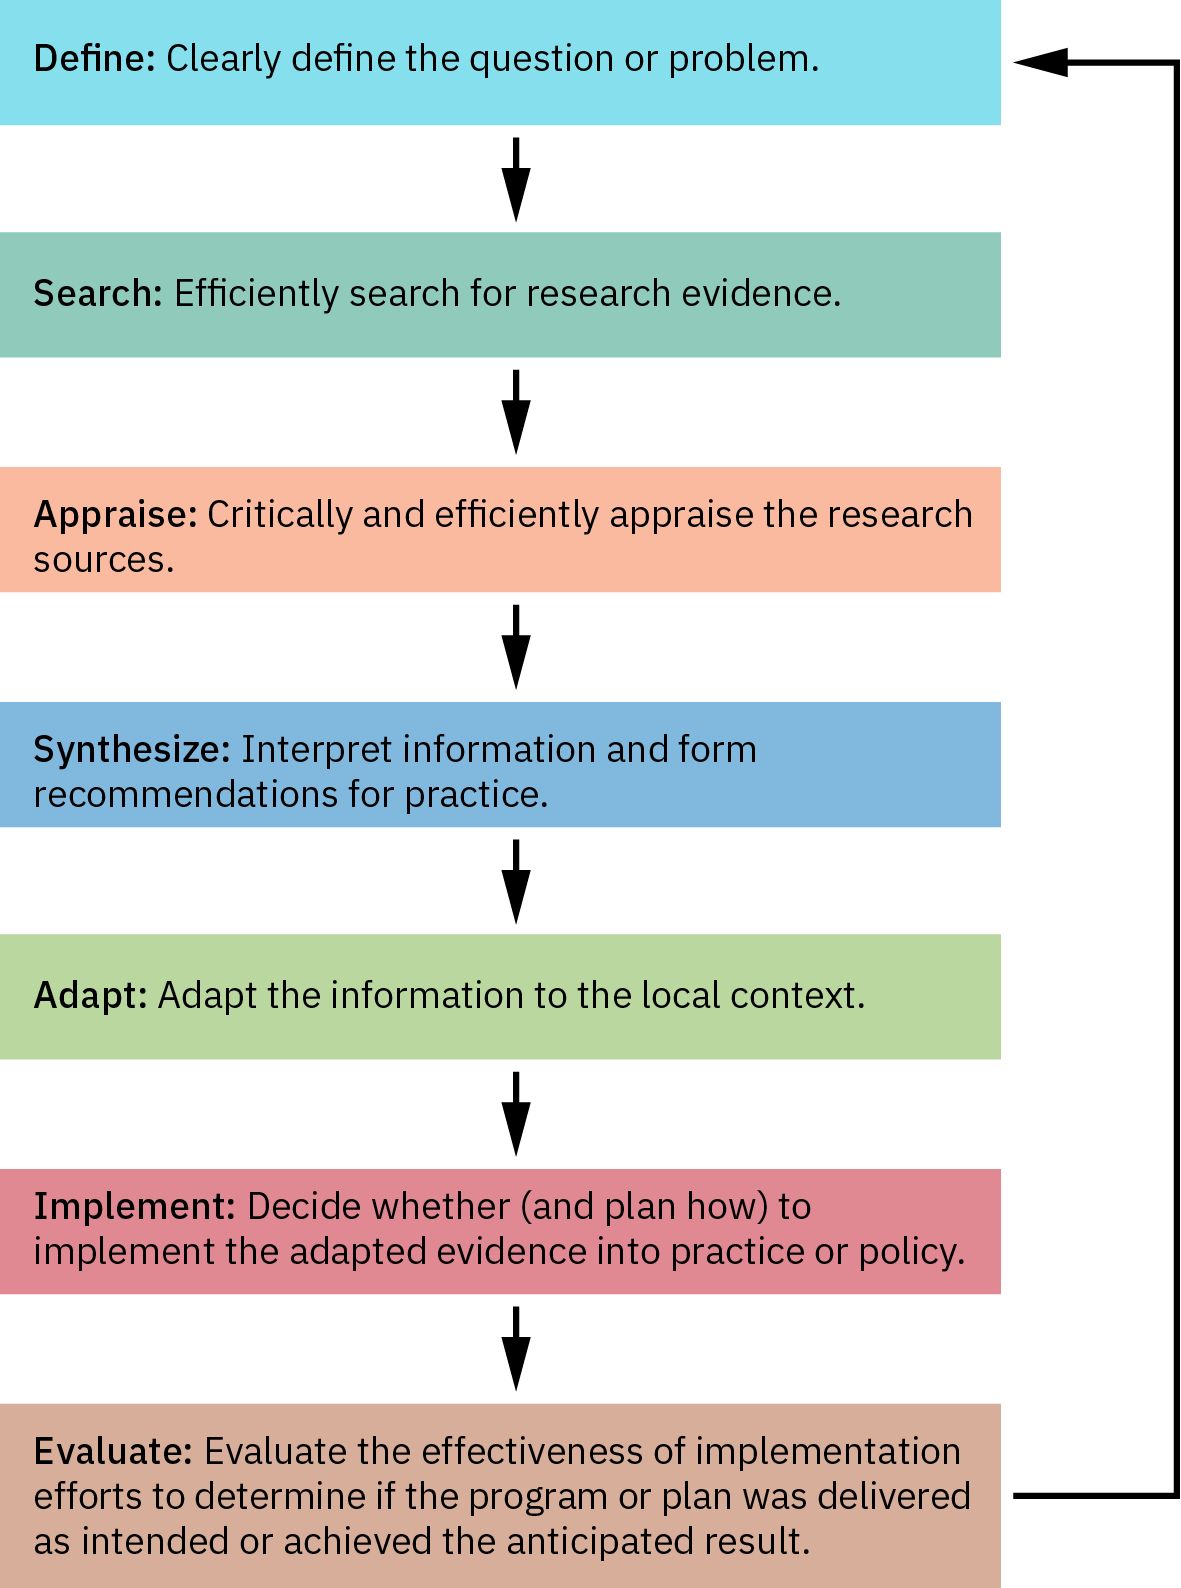 Define: Clearly define the question or problem.
Search: Efficiently search for research evidence.
Appraise: Critically and efficiently appraise the research
sources.
Synthesize: Interpret information and form
recommendations for practice.
Adapt: Adapt the information to the local context.
Implement: Decide whether (and plan how) to
implement the adapted evidence into practice or policy.
Evaluate: Evaluate the effectiveness of implementation
efforts to determine if the program or plan was delivered
as intended or achieved the anticipated result.